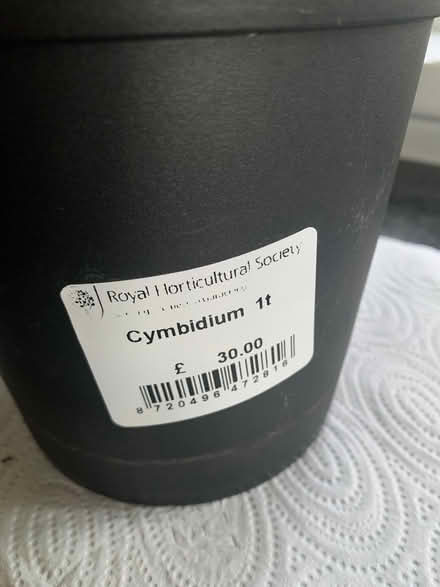 Royal Horticultural Society
Cymbidium 1t
£ 30.00
8 720496 472816